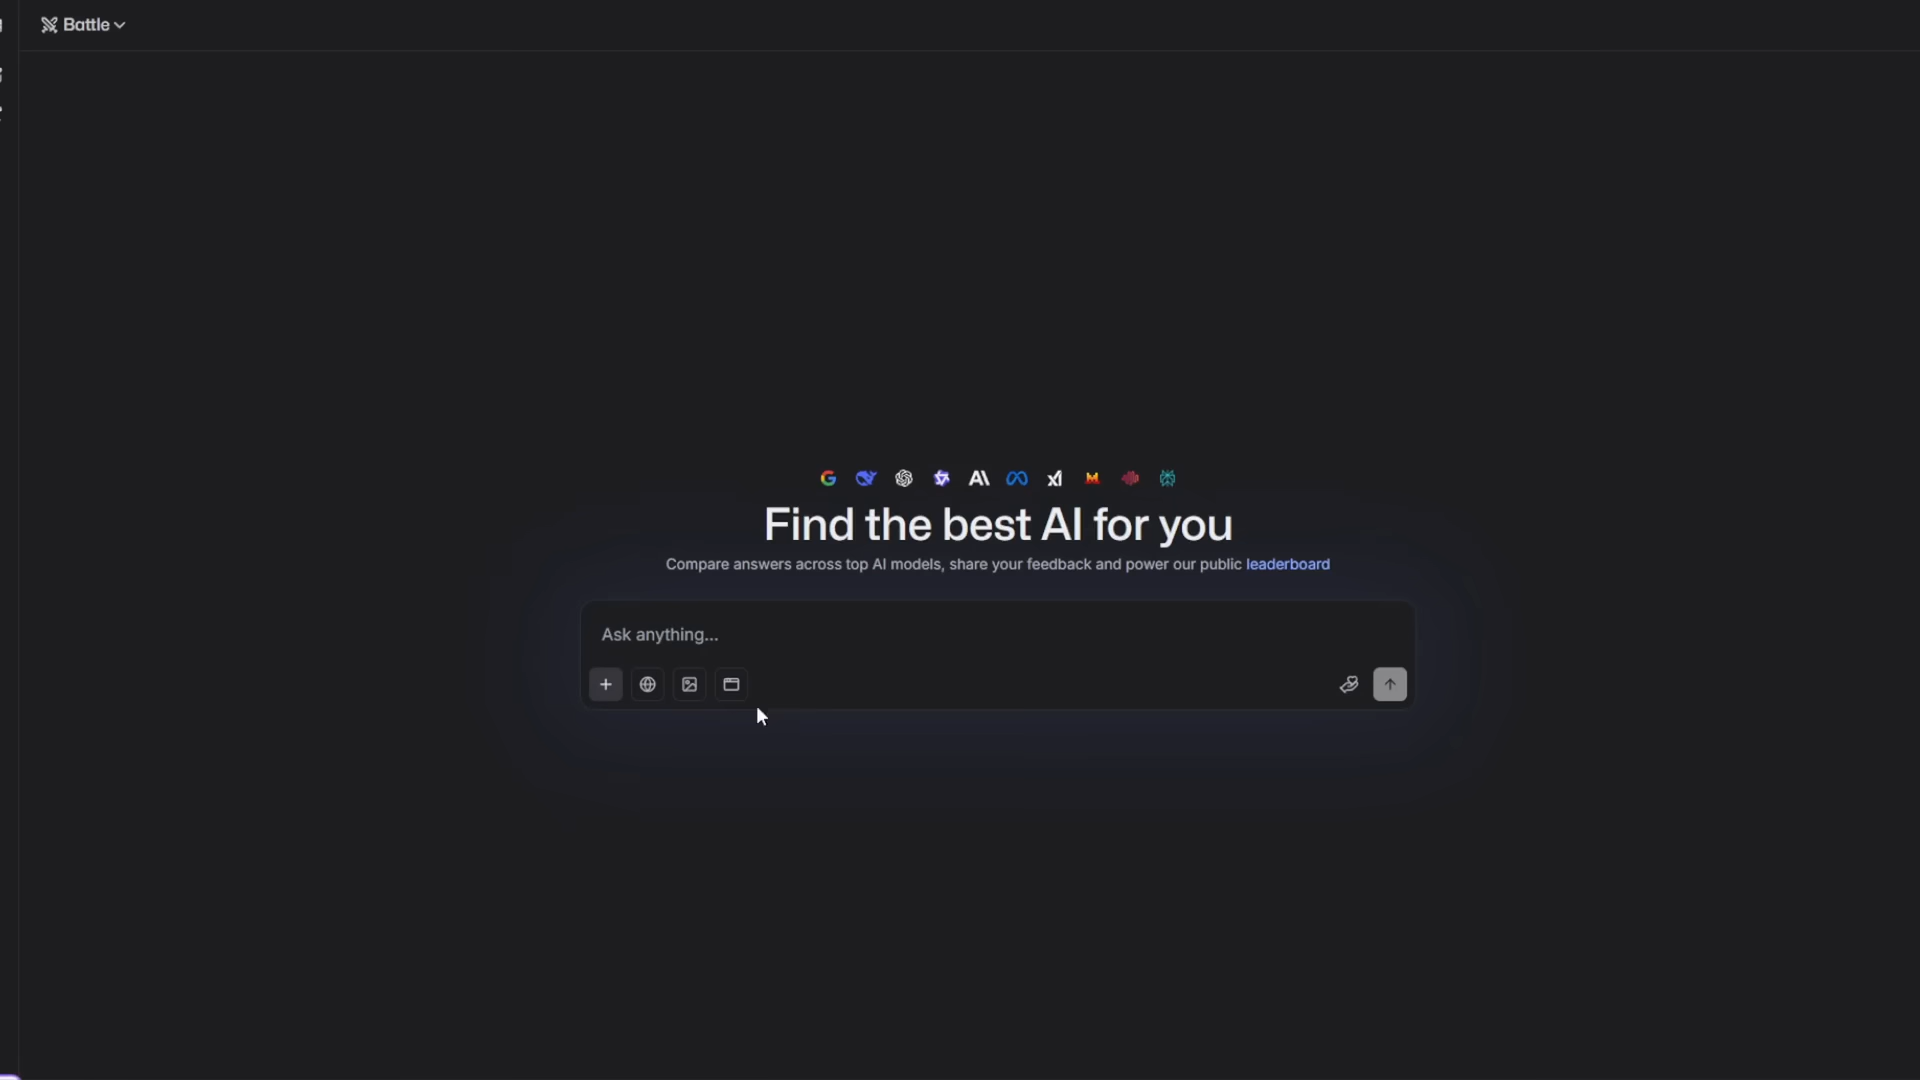 Battle
Find the best AI for you
Compare answers across top AI models, share your feedback and power our public leaderboard
Ask anything...